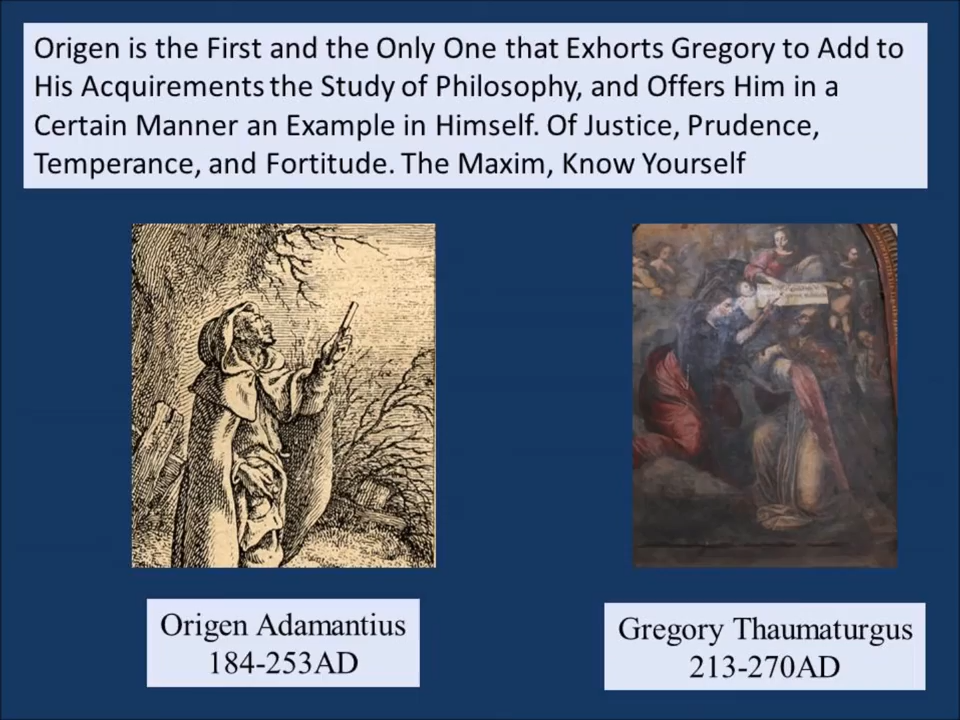 Origen is the First and the Only One that Exhorts Gregory to Add to
His Acquirements the Study of Philosophy, and Offers Him in a
Certain Manner an Example in Himself. Of Justice, Prudence,
Temperance, and Fortitude. The Maxim, Know Yourself
Origen Adamantius
184-253AD
Gregory Thaumaturgus
213-270AD